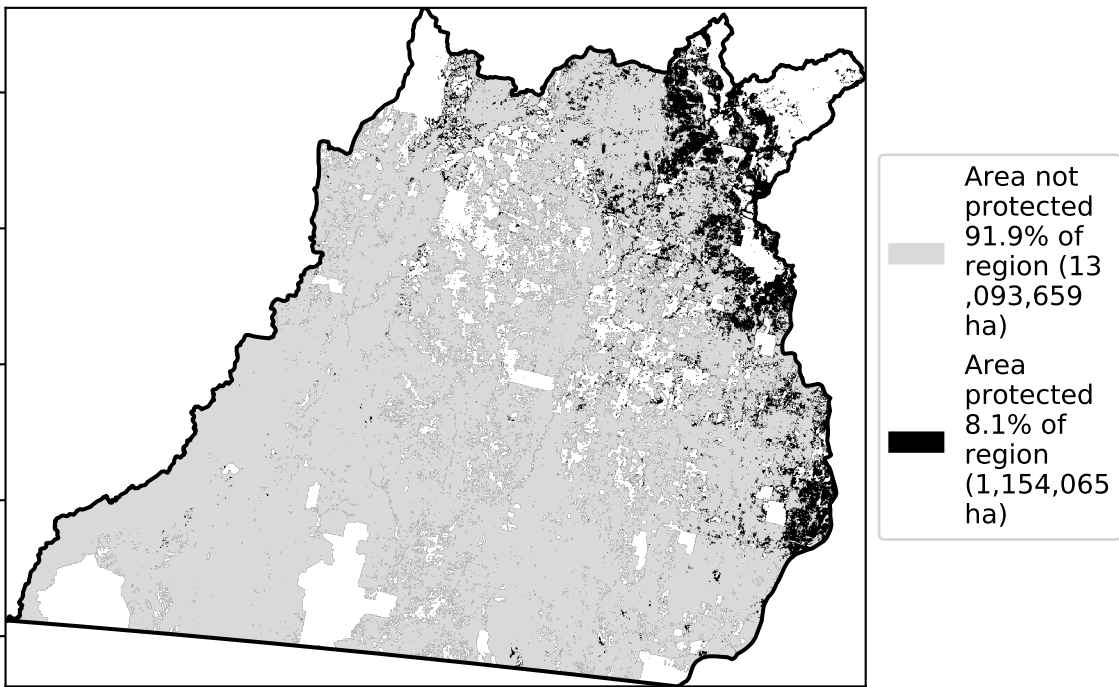 Area not
protected
91.9% of
region (13
,093,659
ha)
Area
protected
8.1% of
region
(1,154,065
ha)